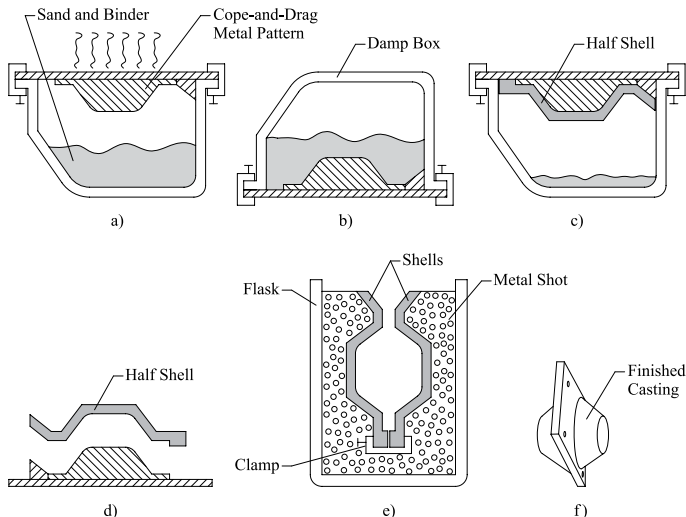 Sand and Binder
Cope-and-Drag
Metal Pattern
Damp Box
Half Shell
a)
b)
c)
Shells
Flask
Metal Shot
Half Shell
Finished
Casting
Clamp
d)
e)
f)